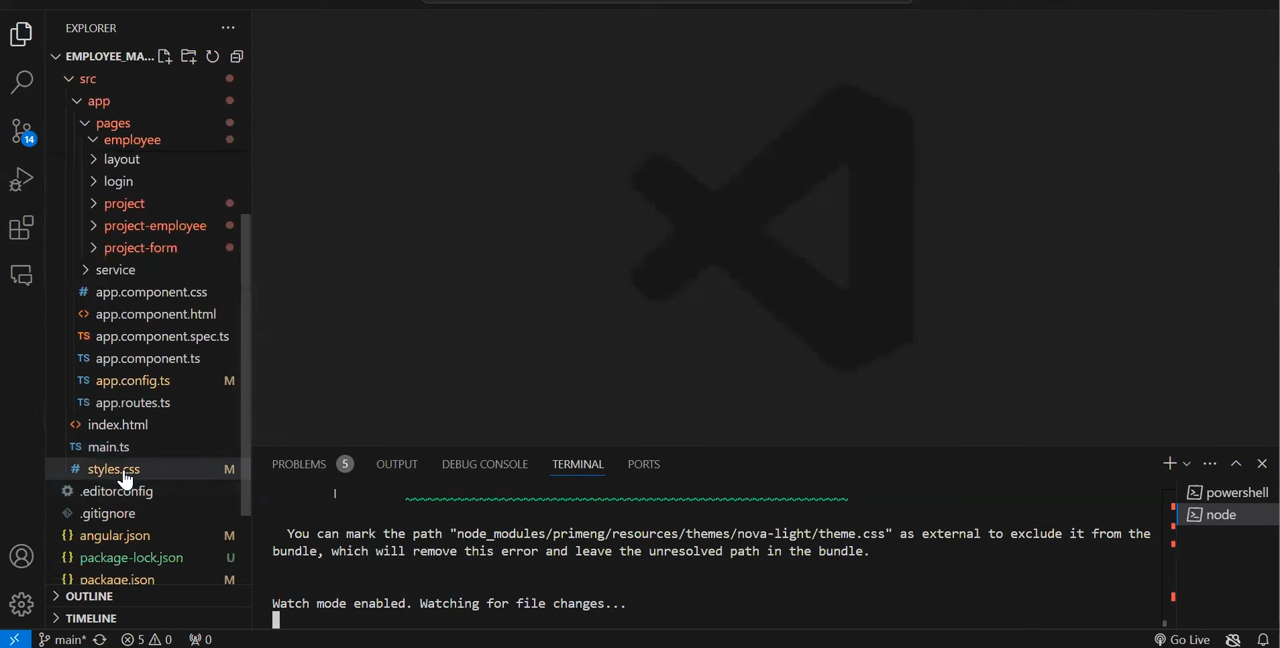 EXPLORER
EMPLOYEE_MA...
src
app
pages
employee
layout
login
project
project-employee
project-form
service
# app.component.css
<> app.component.html
TS app.component.spec.ts
TS app.component.ts
TS app.config.ts M
TS app.routes.ts
<> index.html
TS main.ts
# styles.css M
.editorconfig
.gitignore
{} angular.json M
{} package-lock.json U
{} package.json M
OUTLINE
TIMELINE
14
PROBLEMS 5 OUTPUT DEBUG CONSOLE TERMINAL PORTS
You can mark the path "node_modules/primeng/resources/themes/nova-light/theme.css" as external to exclude it from the
bundle, which will remove this error and leave the unresolved path in the bundle.
Watch mode enabled. Watching for file changes...
powershell
node
main* 5 0 0 Go Live